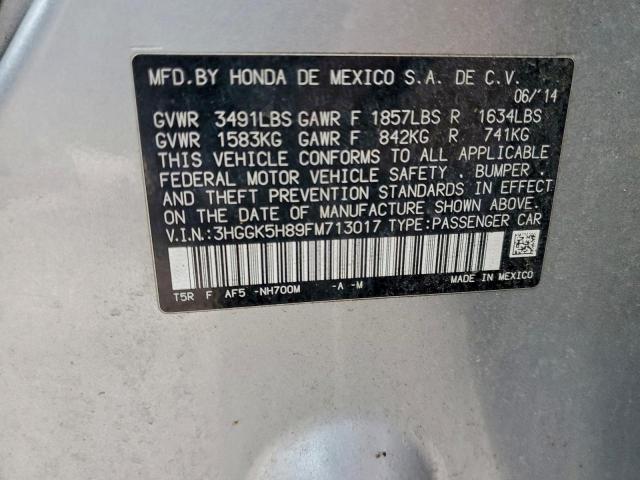 MFD.BY HONDA DE MEXICO S.A. DE C.V.
06/'14
GVWR 3491LBS GAWR F 1857LBS R 1634LBS
GVWR 1583KG GAWR F 842KG R 741KG
THIS VEHICLE CONFORMS TO ALL APPLICABLE
FEDERAL MOTOR VEHICLE SAFETY, BUMPER,
AND THEFT PREVENTION STANDARDS IN EFFECT
ON THE DATE OF MANUFACTURE SHOWN ABOVE.
V.I.N.:3HGGK5H89FM713017 TYPE:PASSENGER CAR
MADE IN MEXICO
T5R F AF5 -NH700M -A -M